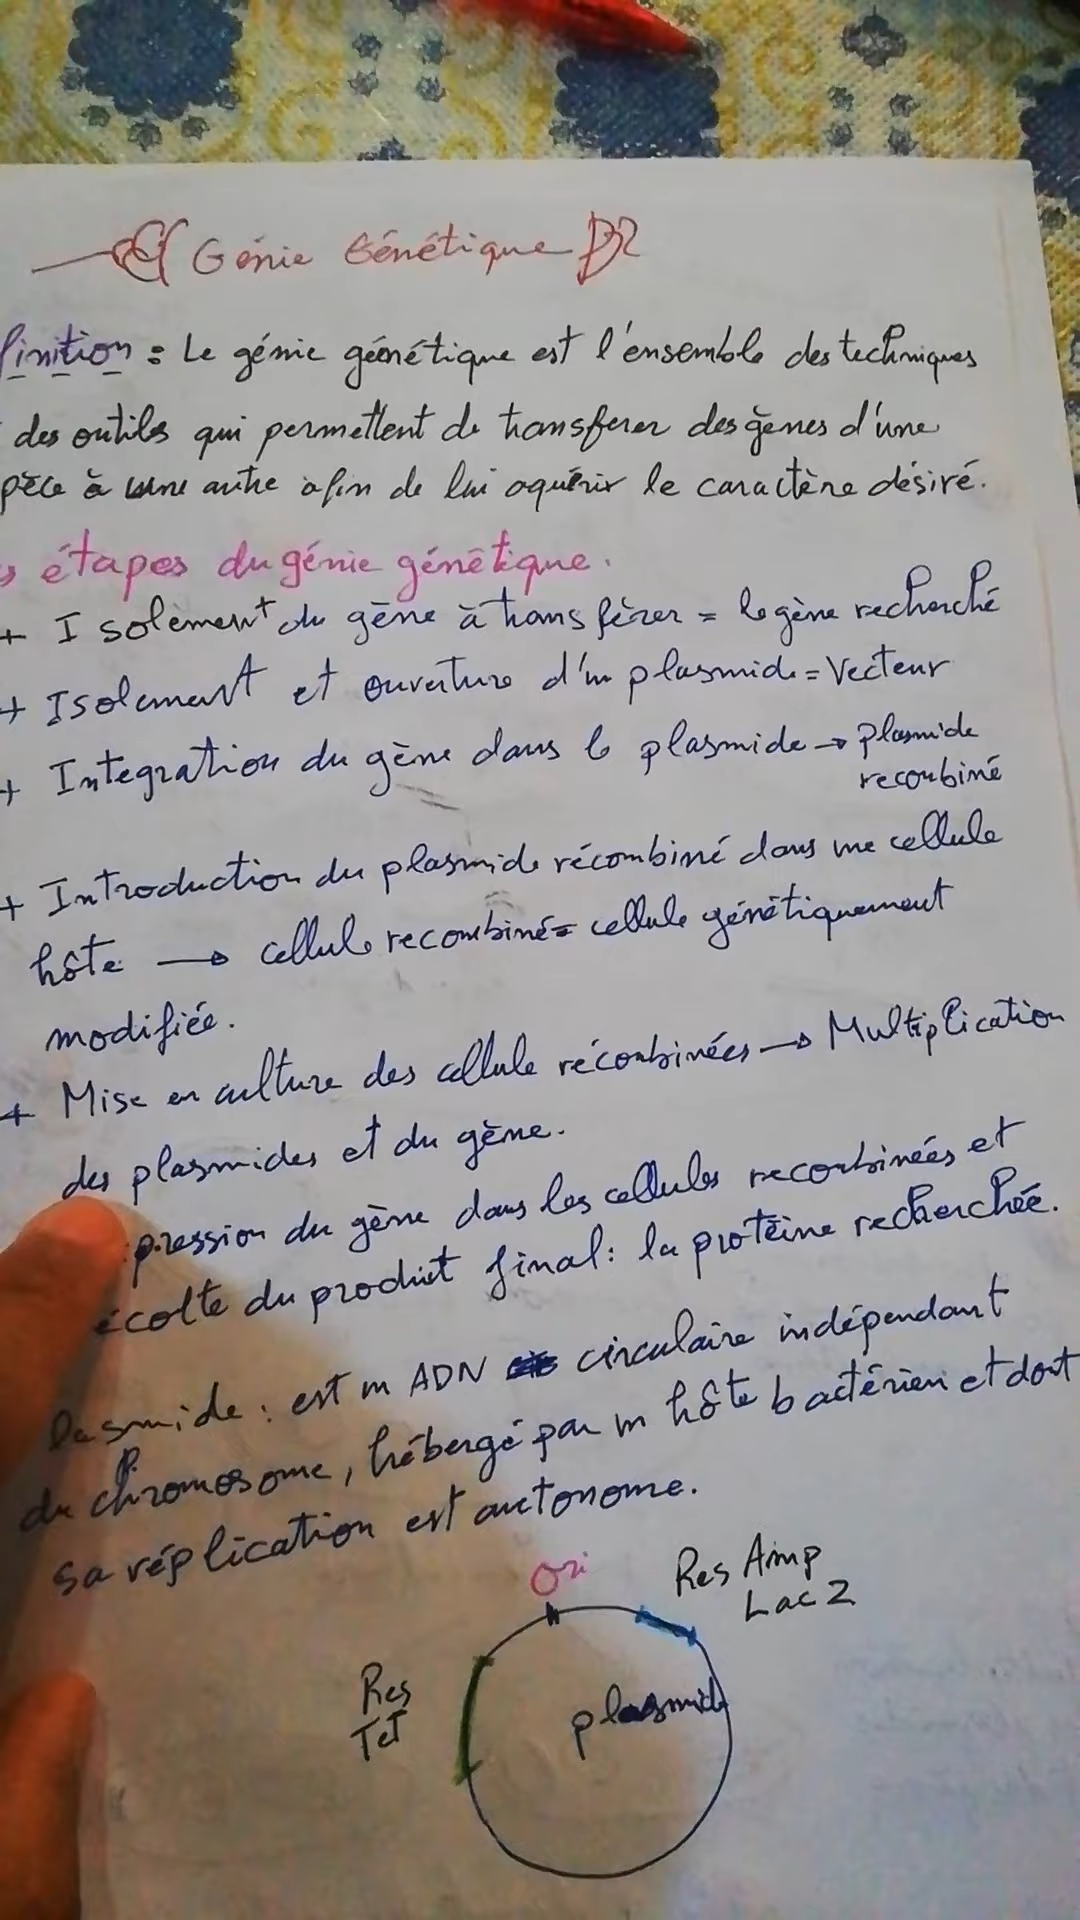 Génie Génétique
finition : Le génie géonétique est l'ensemble des techniques
des outils qui permettent de transferer des gènes d'une
pèce à une autre afin de lui aquérir le caractère désiré.
s étapes du génie génétique.
+ Isolement du gène à transférer = le gène recherché
+ Isolement et ouverture d'un plasmide = Vecteur
+ Integration du gène dans le plasmide → plasmide
recombiné
+ Introduction du plasmide récombiné dans une cellule
hôte → cellule recombiné = cellule génétiquement
modifiée.
+ Mise en culture des cellule récombinées → Multiplication
des plasmides et du gène.
pression du gène dans les cellules recombinées et
écolte du produit final : la protéine recherchée.
lasmide : est un ADN circulaire indépendant
du chromosome, hébergé par un hôte bactérien et dont
sa réplication est autonome.
Ori
Res Amp
Lac Z
Res
TeT
plasmide